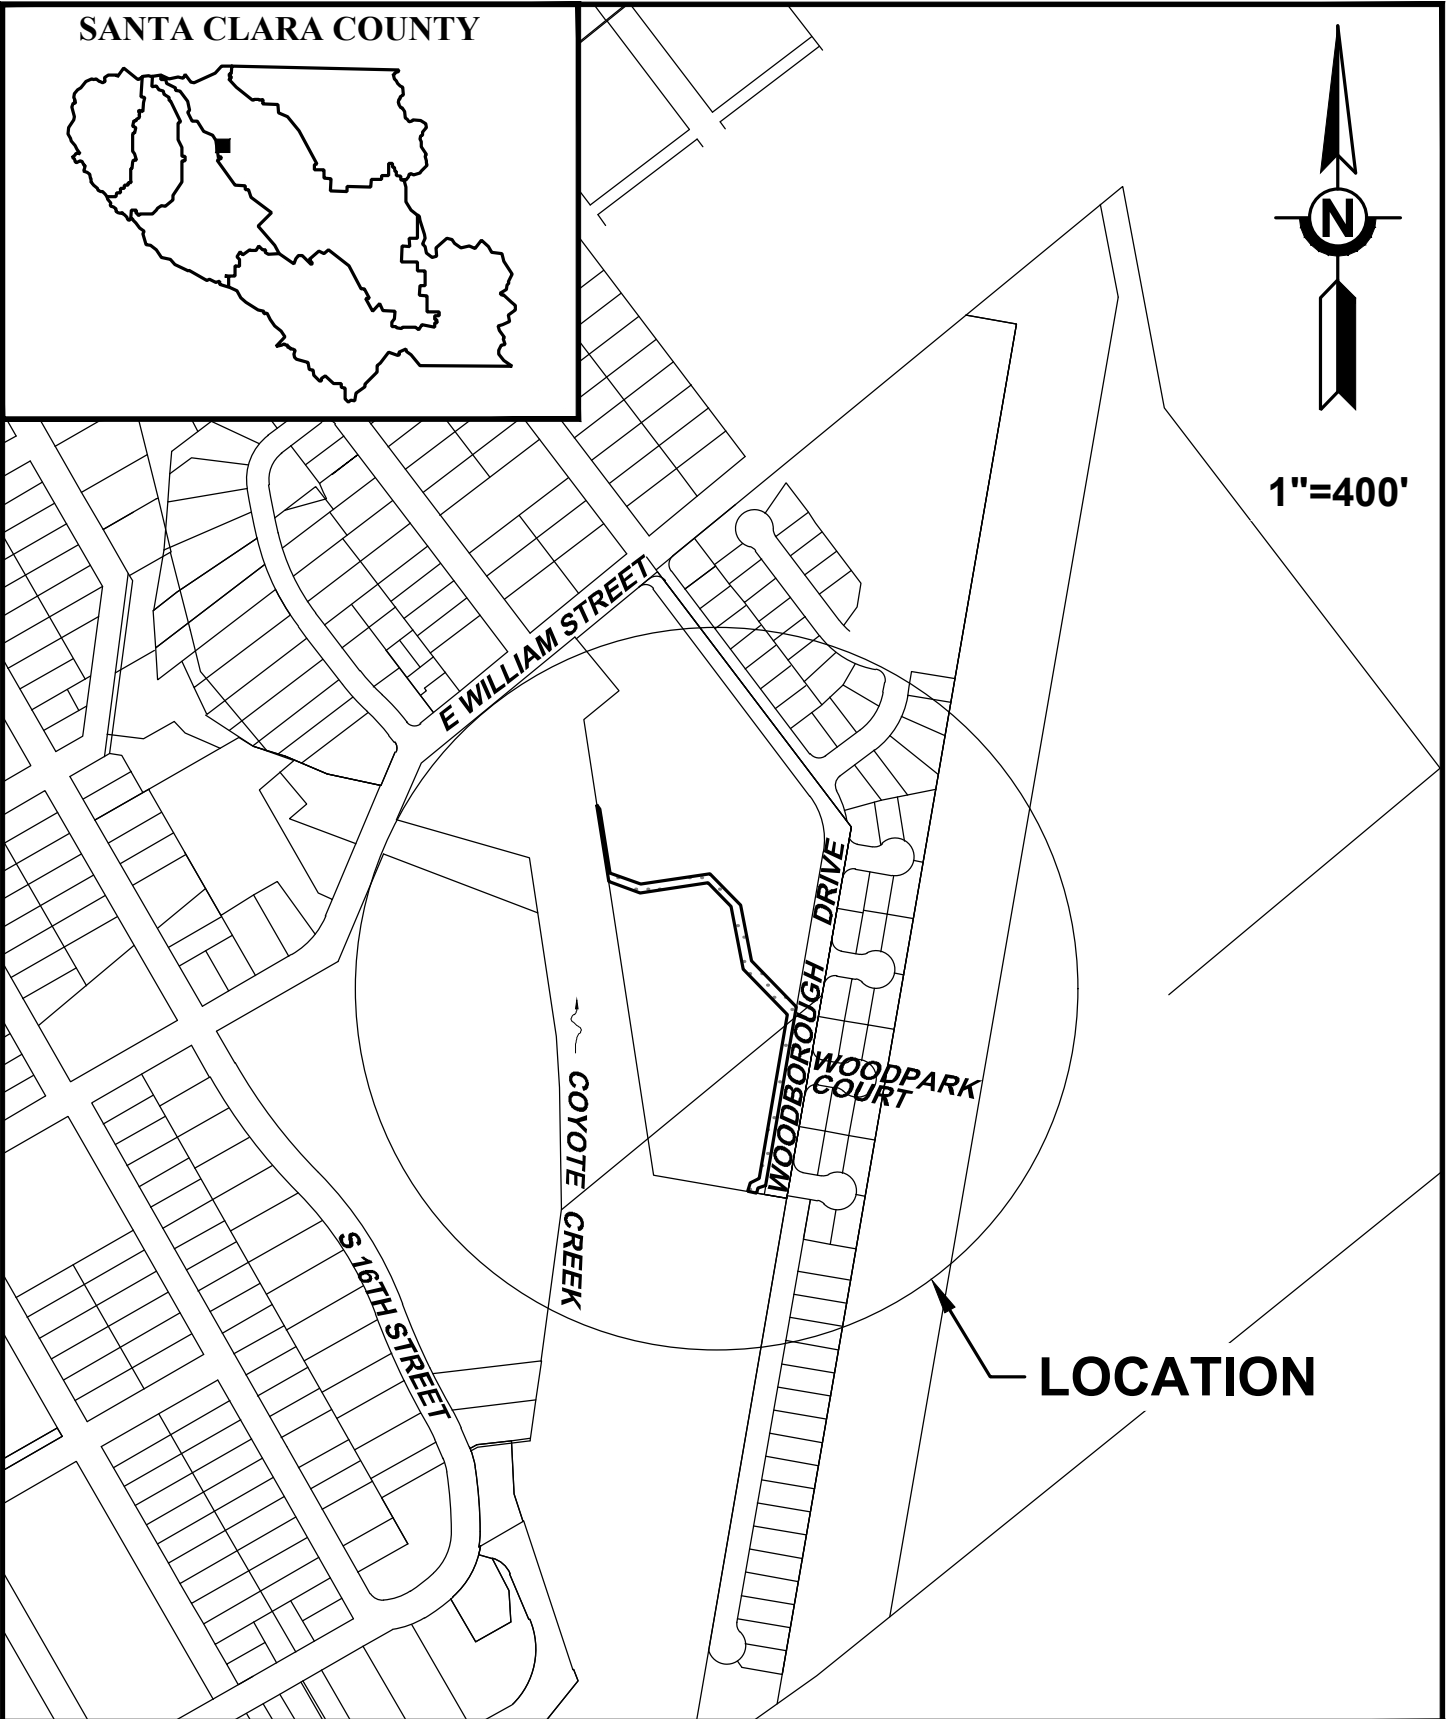 SANTA CLARA COUNTY
N
1"=400'
E WILLIAM STREET
WOODBOROUGH DRIVE
WOODPARK
COURT
COYOTE CREEK
S 16TH STREET
LOCATION